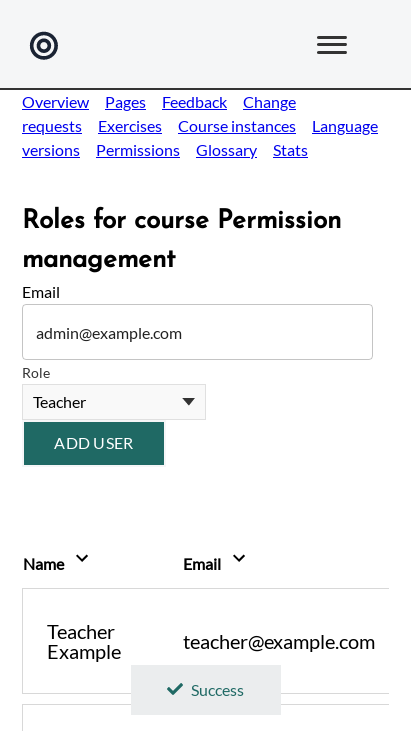 Overview Pages Feedback Change
requests Exercises Course instances Language
versions Permissions Glossary Stats
Roles for course Permission
management
Email
admin@example.com
Role
Teacher
ADD USER
Name Email
Teacher
Example
teacher@example.com
Success